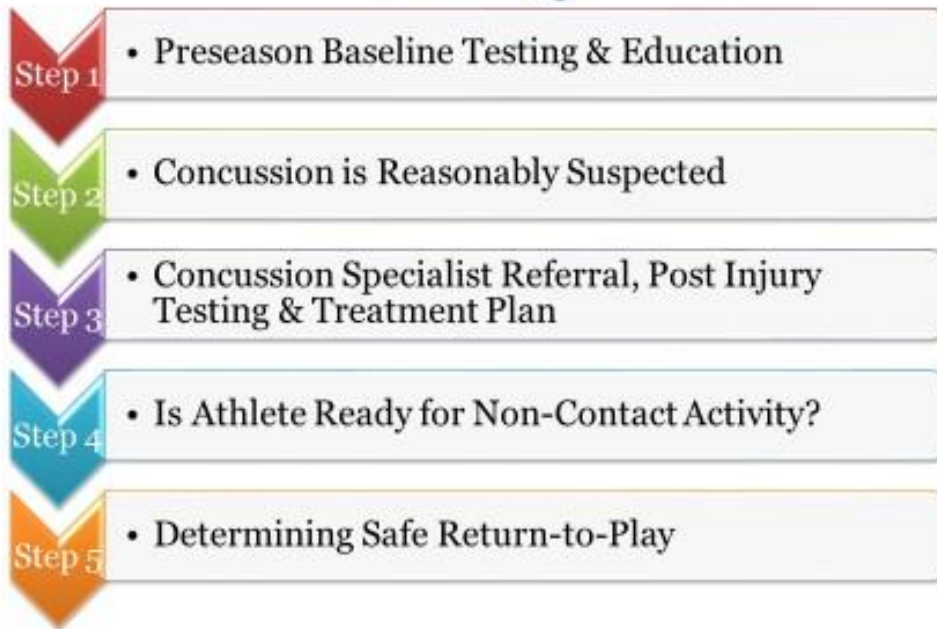 Step 1
• Preseason Baseline Testing & Education
Step 2
• Concussion is Reasonably Suspected
Step 3
• Concussion Specialist Referral, Post Injury
Testing & Treatment Plan
Step 4
• Is Athlete Ready for Non-Contact Activity?
Step 5
• Determining Safe Return-to-Play